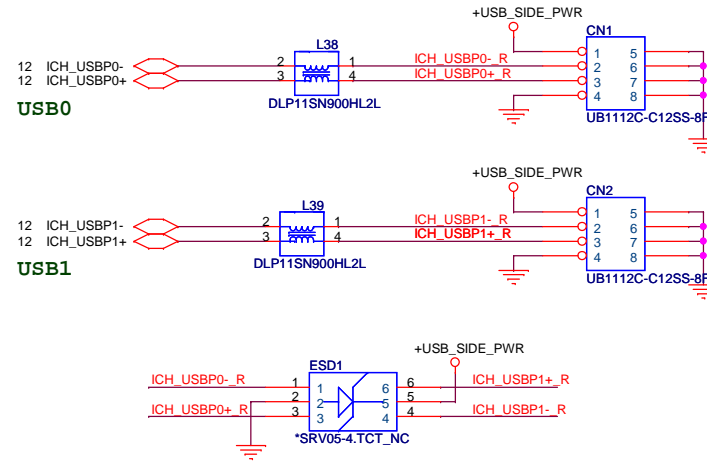 +USB_SIDE_PWR
CN1
L38
12 ICH_USBP0- 2 1 ICH_USBP0-_R 1 5
12 ICH_USBP0+ 3 4 ICH_USBP0+_R 2 6
3 7
4 8
USB0
DLP11SN900HL2L
UB1112C-C12SS-8F
+USB_SIDE_PWR
CN2
L39
12 ICH_USBP1- 2 1 ICH_USBP1-_R 1 5
12 ICH_USBP1+ 3 4 ICH_USBP1+_R 2 6
3 7
4 8
USB1
DLP11SN900HL2L
UB1112C-C12SS-8F
+USB_SIDE_PWR
ESD1
ICH_USBP0-_R 1 1 6 6 ICH_USBP1+_R
2 2 5 5
ICH_USBP0+_R 3 3 4 4 ICH_USBP1-_R
*SRV05-4.TCT_NC